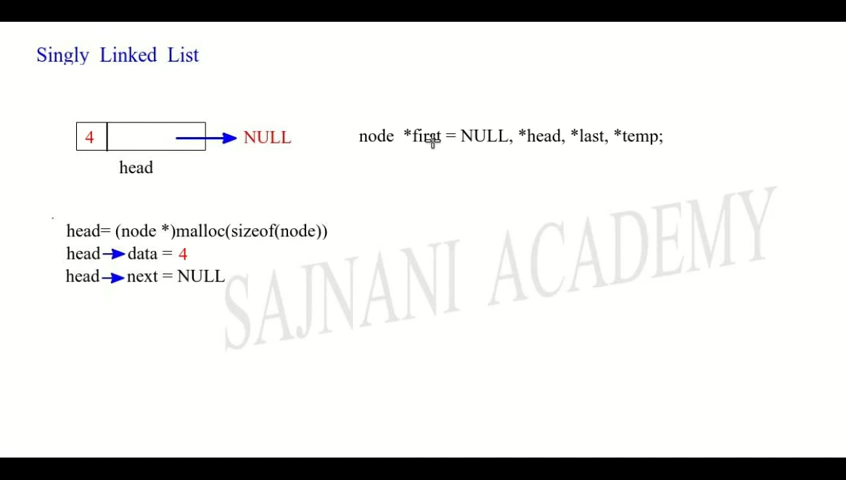 Singly Linked List
4 NULL
node *first = NULL, *head, *last, *temp;
head
head= (node *)malloc(sizeof(node))
head data = 4
head next = NULL
SAJNANI ACADEMY